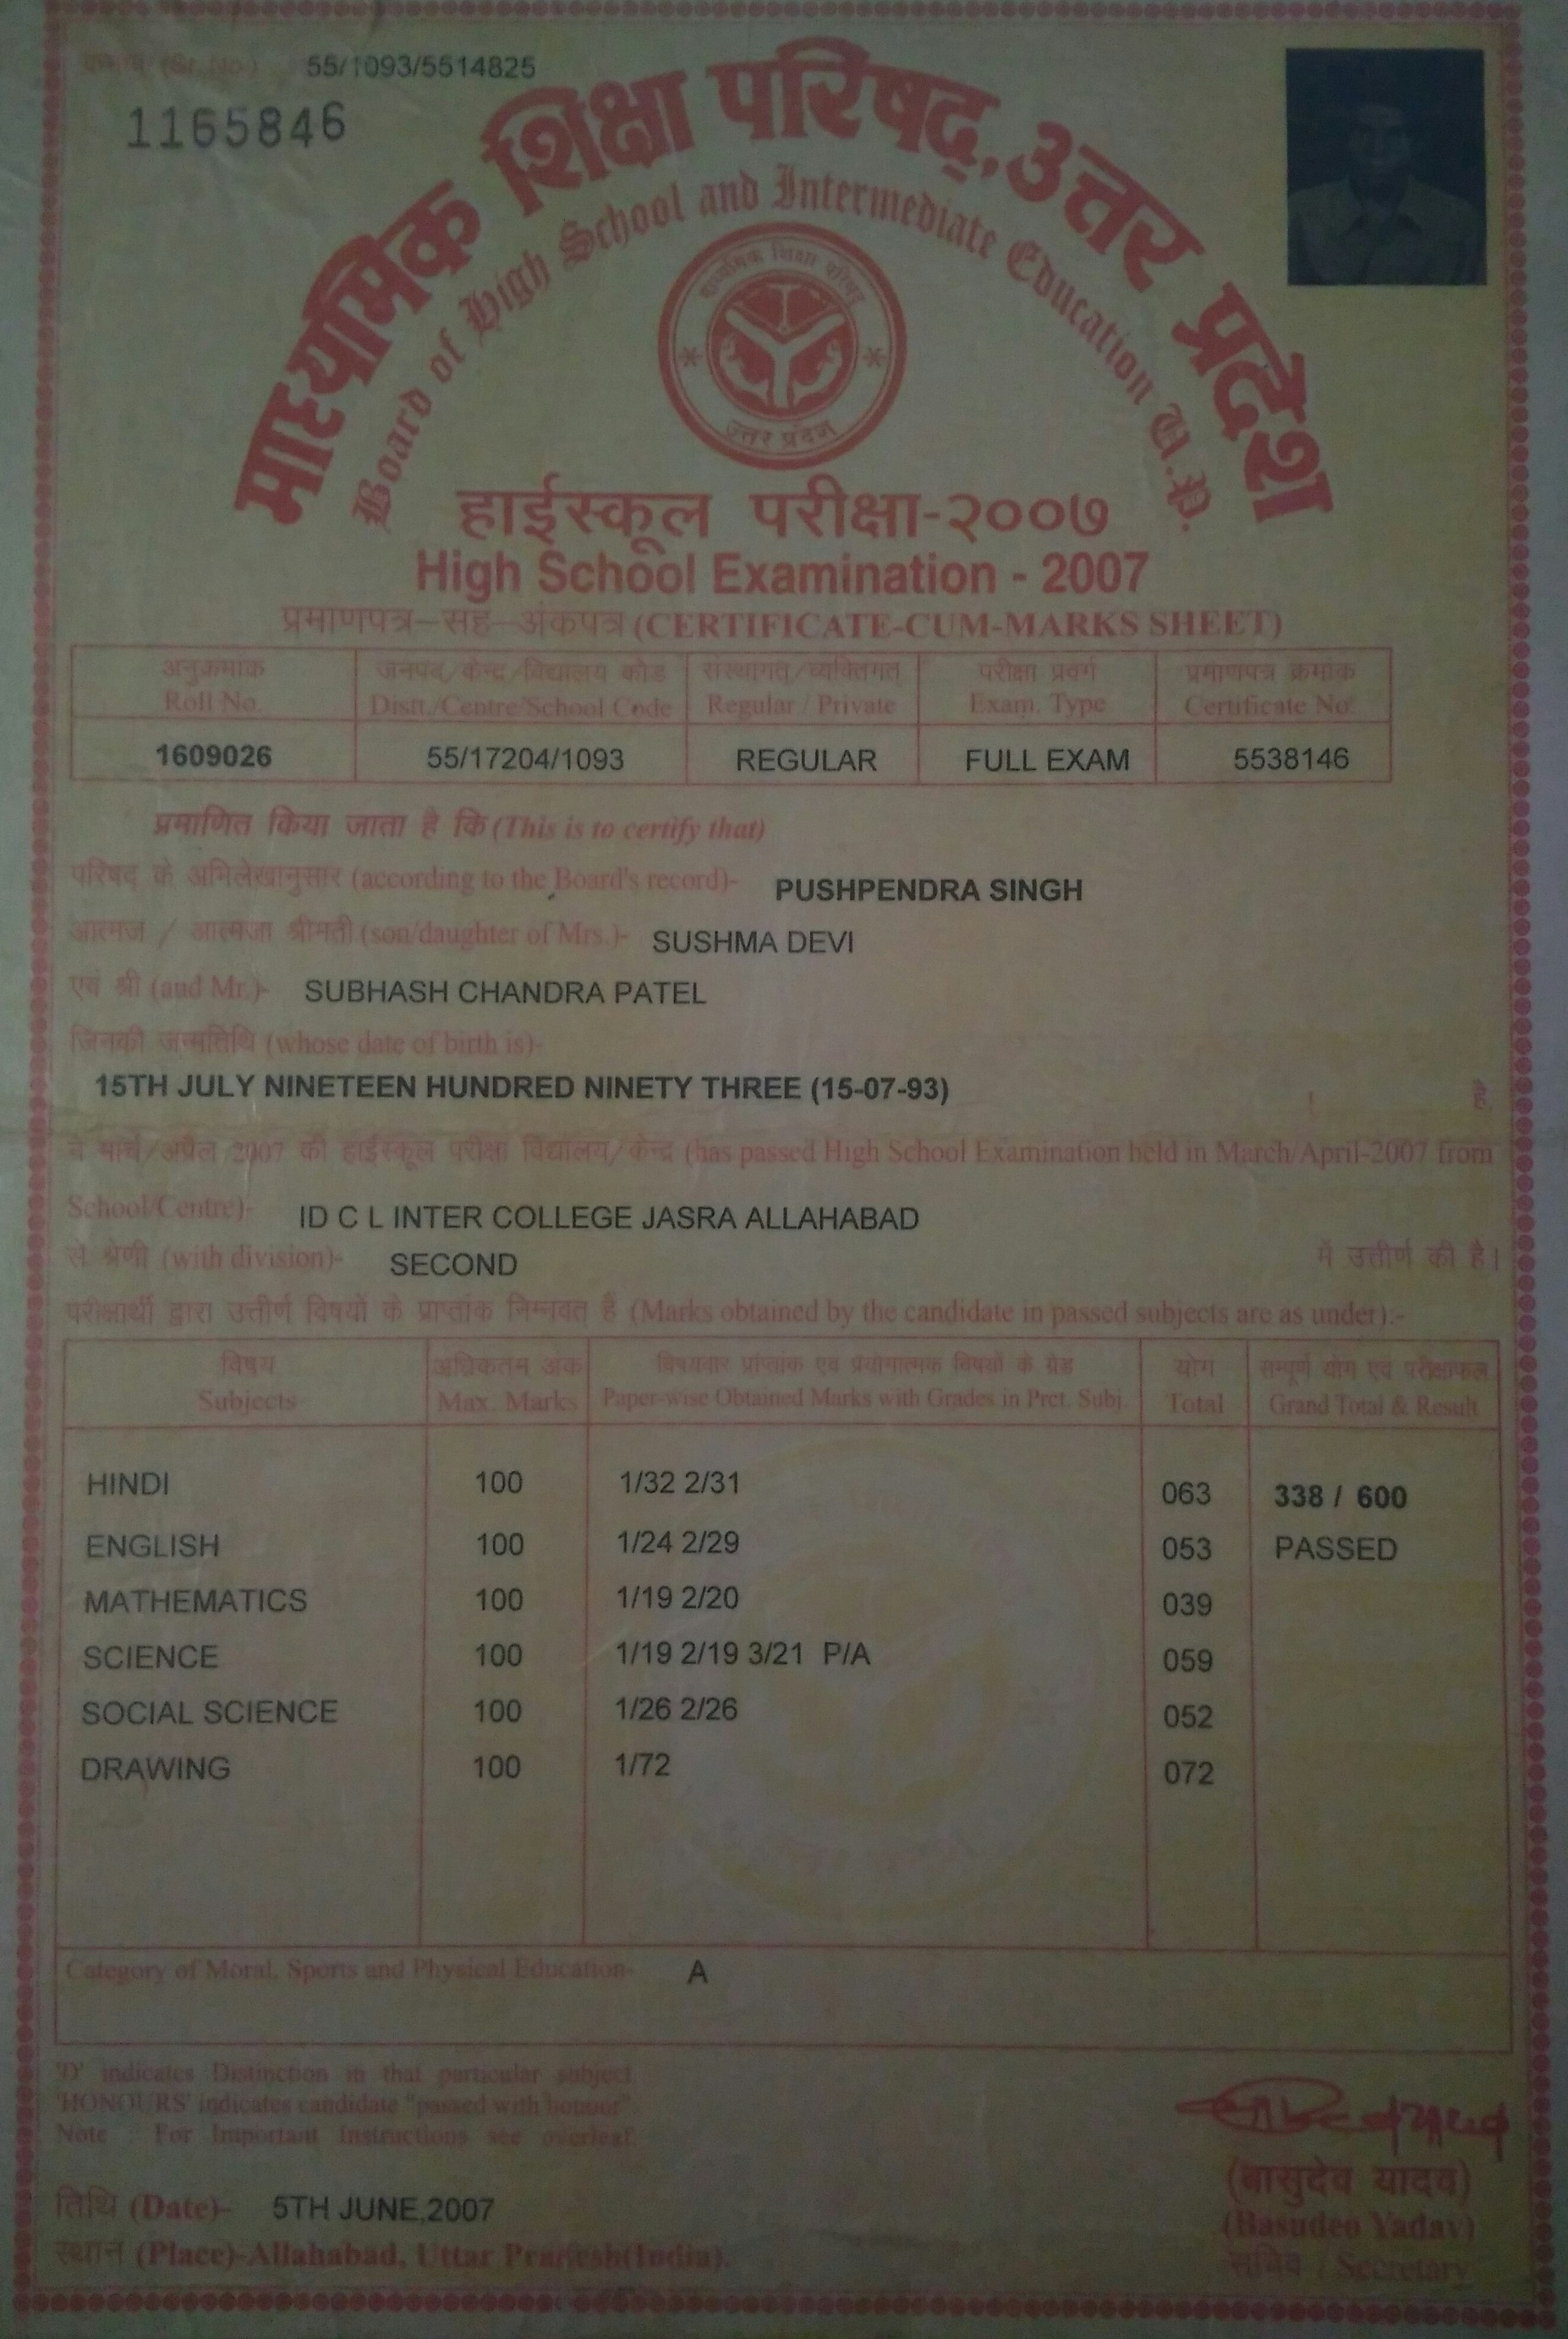 क्रमांक (Sr. No.) 55/1093/5514825
1165846
माध्यमिक शिक्षा परिषद्, उत्तर प्रदेश
Board of High School and Intermediate Education U.P.
माध्यमिक शिक्षा परिषद
उत्तर प्रदेश
हाईस्कूल परीक्षा-२००७
High School Examination - 2007
प्रमाणपत्र-सह-अंकपत्र (CERTIFICATE-CUM-MARKS SHEET)
अनुक्रमांक जनपद/केन्द्र/विद्यालय कोड संस्थागत्/व्यक्तिगत् परीक्षा प्रवर्ग प्रमाणपत्र क्रमांक
Roll No. Distt./Centre/School Code Regular / Private Exam. Type Certificate No.
1609026 55/17204/1093 REGULAR FULL EXAM 5538146
प्रमाणित किया जाता है कि (This is to certify that)
परिषद के अभिलेखानुसार (according to the Board's record)- PUSHPENDRA SINGH
आत्मज / आत्मजा श्रीमती (son/daughter of Mrs.)- SUSHMA DEVI
एवं श्री (and Mr.)- SUBHASH CHANDRA PATEL
जिनकी जन्मतिथि (whose date of birth is)-
15TH JULY NINETEEN HUNDRED NINETY THREE (15-07-93) है,
ने मार्च/अप्रैल 2007 की हाईस्कूल परीक्षा विद्यालय/केन्द्र (has passed High School Examination held in March/April-2007 from
School/Centre)- ID C L INTER COLLEGE JASRA ALLAHABAD
से श्रेणी (with division)- SECOND में उत्तीर्ण की है।
परीक्षार्थी द्वारा उत्तीर्ण विषयों के प्राप्तांक निम्नवत् है (Marks obtained by the candidate in passed subjects are as under):-
विषय अधिकतम अंक विषयवार प्राप्तांक एवं प्रयोगात्मक विषयों के ग्रेड योग सम्पूर्ण योग एवं परीक्षाफल
Subjects Max. Marks Paper-wise Obtained Marks with Grades in Prct. Subj. Total Grand Total & Result
HINDI 100 1/32 2/31 063 338 / 600
ENGLISH 100 1/24 2/29 053 PASSED
MATHEMATICS 100 1/19 2/20 039
SCIENCE 100 1/19 2/19 3/21 P/A 059
SOCIAL SCIENCE 100 1/26 2/26 052
DRAWING 100 1/72 072
Category of Moral, Sports and Physical Education- A
'D' indicates Distinction in that particular subject.
'HONOURS' indicates candidate "passed with honour"
Note : For Important Instructions see overleaf.
तिथि (Date)- 5TH JUNE,2007
स्थान (Place)-Allahabad, Uttar Pradesh(India).
(बासुदेव यादव)
(Basudeo Yadav)
सचिव / Secretary